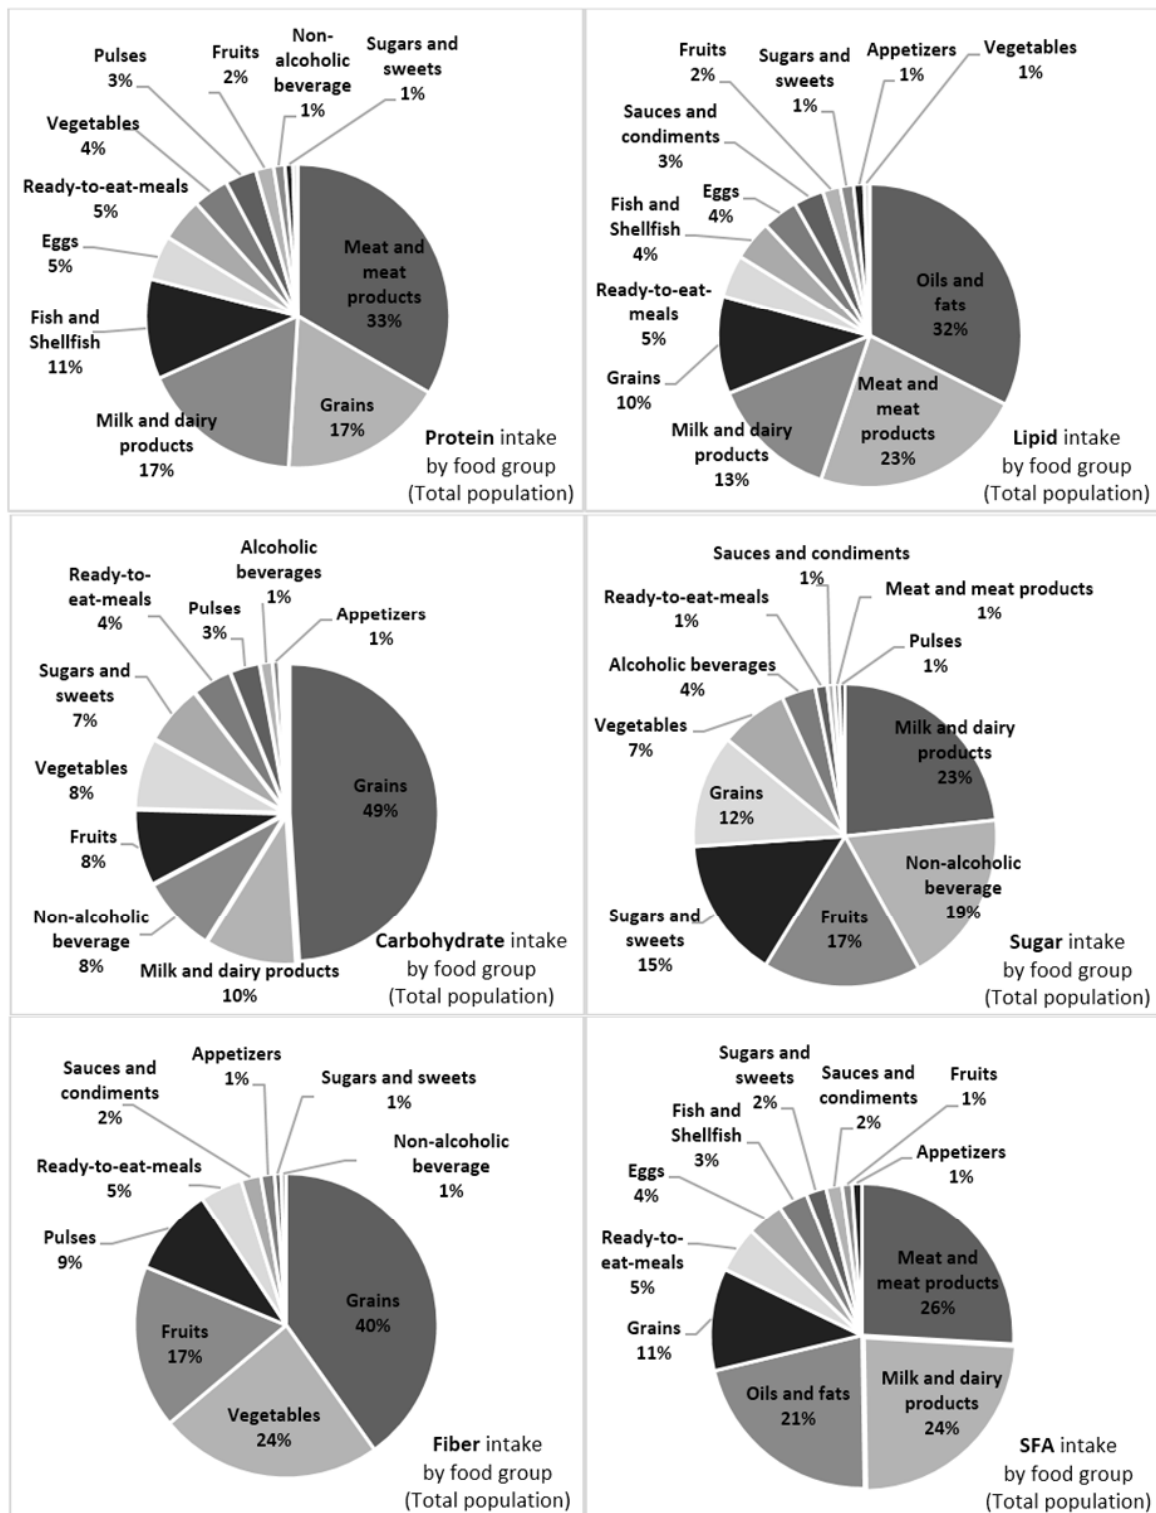 Non-
alcoholic
beverage
1%
Sugars and
sweets
1%
Fruits
2%
Pulses
3%
Vegetables
4%
Ready-to-eat-meals
5%
Eggs
5%
Fish and
Shellfish
11%
Milk and dairy
products
17%
Grains
17%
Meat and
meat
products
33%
Protein intake
by food group
(Total population)
Fruits
2%
Sugars and
sweets
1%
Appetizers
1%
Vegetables
1%
Sauces and
condiments
3%
Eggs
4%
Fish and
Shellfish
4%
Ready-to-eat-
meals
5%
Grains
10%
Milk and dairy
products
13%
Meat and
meat
products
23%
Oils and
fats
32%
Lipid intake
by food group
(Total population)
Alcoholic
beverages
1%
Appetizers
1%
Pulses
3%
Ready-to-
eat-meals
4%
Sugars and
sweets
7%
Vegetables
8%
Fruits
8%
Non-alcoholic
beverage
8%
Milk and dairy products
10%
Grains
49%
Carbohydrate intake
by food group
(Total population)
Sauces and condiments
1%
Meat and meat products
1%
Pulses
1%
Ready-to-eat-meals
1%
Alcoholic beverages
4%
Vegetables
7%
Grains
12%
Sugars and
sweets
15%
Fruits
17%
Non-alcoholic
beverage
19%
Milk and dairy
products
23%
Sugar intake
by food group
(Total population)
Appetizers
1%
Sugars and sweets
1%
Non-alcoholic
beverage
1%
Sauces and
condiments
2%
Ready-to-eat-meals
5%
Pulses
9%
Fruits
17%
Vegetables
24%
Grains
40%
Fiber intake
by food group
(Total population)
Sugars and
sweets
2%
Sauces and
condiments
2%
Fruits
1%
Appetizers
1%
Fish and
Shellfish
3%
Eggs
4%
Ready-to-
eat-meals
5%
Grains
11%
Oils and fats
21%
Milk and dairy
products
24%
Meat and
meat products
26%
SFA intake
by food group
(Total population)